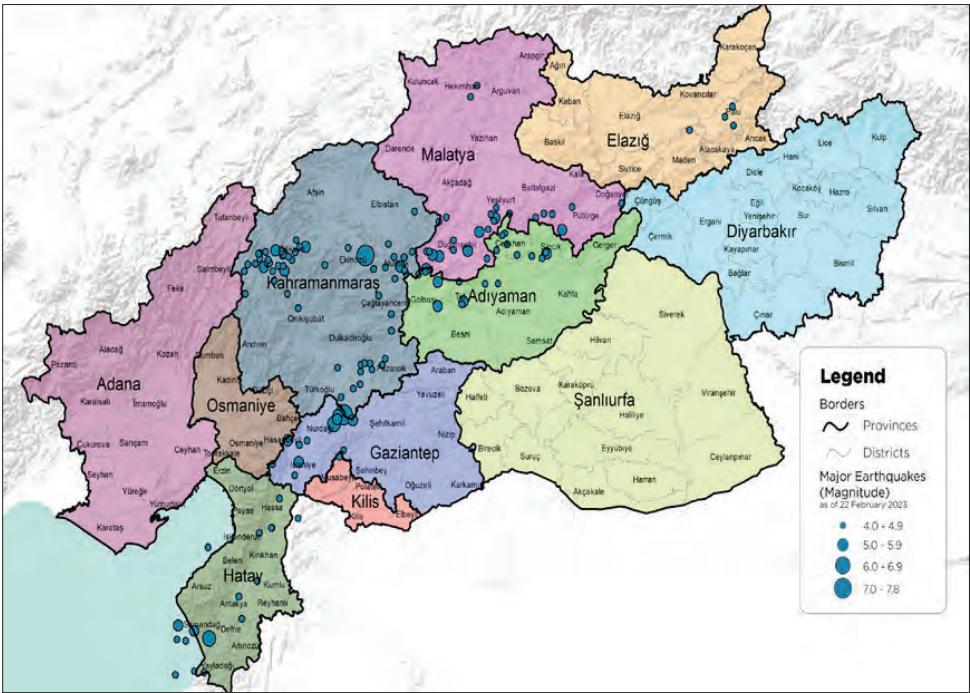 Karakoçan
Arapgir
Ağın
Kuluncak
Hekimhan
Arguvan
Keban
Kovancılar
Elazığ
Palu
Elazığ
Arıcak
Yazıhan
Baskil
Alacakaya
Maden
Sivrice
Darende
Malatya
Kale
Akçadağ
Battalgazi
Yeşilyurt
Doğanyol
Pütürge
Doğanşehir
Kulp
Lice
Hani
Dicle
Kocaköy
Hazro
Eğil
Silvan
Çüngüş
Ergani
Yenişehir
Sur
Diyarbakır
Çermik
Kayapınar
Bismil
Bağlar
Çınar
Afşin
Elbistan
Ekinözü
Kahramanmaraş
Çağlayancerit
Onikişubat
Dulkadiroğlu
Andırın
Pazarcık
Türkoğlu
Çelikhan
Sincik
Gerger
Gölbaşı
Adıyaman
Kahta
Adıyaman
Besni
Samsat
Tufanbeyli
Saimbeyli
Feke
Kozan
Aladağ
Pozantı
Adana
Karaisalı
İmamoğlu
Çukurova
Sarıçam
Ceyhan
Seyhan
Yüreğir
Yumurtalık
Karataş
Sumbas
Kadirli
Osmaniye
Bahçe
Osmaniye
Toprakkale
Siverek
Hilvan
Bozova
Karaköprü
Viranşehir
Halfeti
Şanlıurfa
Haliliye
Birecik
Eyyübiye
Suruç
Ceylanpınar
Harran
Akçakale
Araban
Yavuzeli
Nurdağı
Şehitkamil
Nizip
Gaziantep
İslahiye
Şahinbey
Oğuzeli
Karkamış
Musabeyli
Polateli
Kilis
Kilis
Elbeyli
Erzin
Dörtyol
Hassa
Payas
İskenderun
Kırıkhan
Belen
Hatay
Arsuz
Kumlu
Antakya
Reyhanlı
Samandağ
Defne
Altınözü
Yayladağı
Legend
Borders
Provinces
Districts
Major Earthquakes
(Magnitude)
as of 22 February 2023
4.0 - 4.9
5.0 - 5.9
6.0 - 6.9
7.0 - 7.8